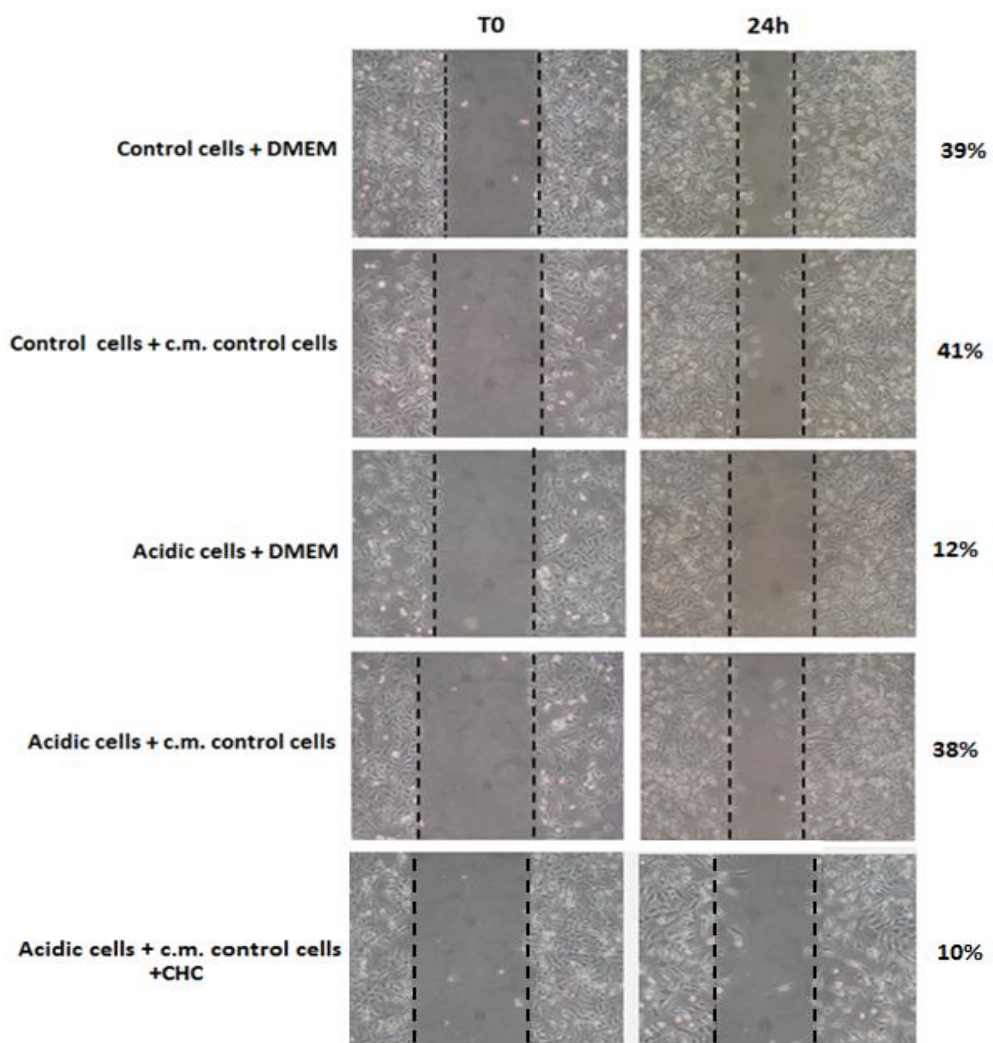 T0 24h
Control cells + DMEM 39%
Control cells + c.m. control cells 41%
Acidic cells + DMEM 12%
Acidic cells + c.m. control cells 38%
Acidic cells + c.m. control cells 10%
+CHC